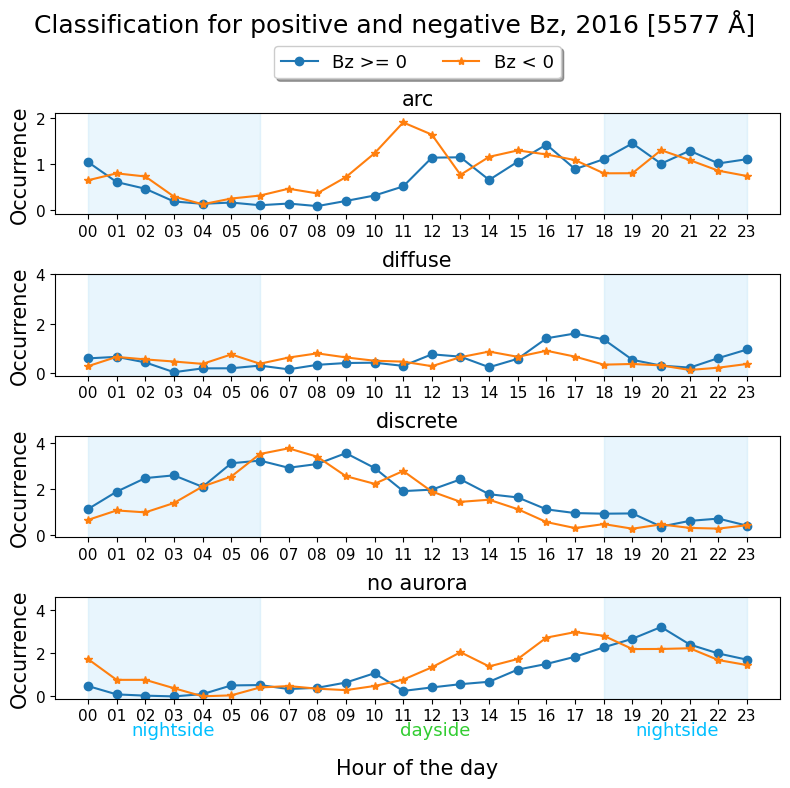 Classification for positive and negative Bz, 2016 [5577 Å]
Bz >= 0 Bz < 0
arc
Occurrence
2
1
0
00 01 02 03 04 05 06 07 08 09 10 11 12 13 14 15 16 17 18 19 20 21 22 23
diffuse
Occurrence
4
2
0
00 01 02 03 04 05 06 07 08 09 10 11 12 13 14 15 16 17 18 19 20 21 22 23
discrete
Occurrence
4
2
0
00 01 02 03 04 05 06 07 08 09 10 11 12 13 14 15 16 17 18 19 20 21 22 23
no aurora
Occurrence
4
2
0
00 01 02 03 04 05 06 07 08 09 10 11 12 13 14 15 16 17 18 19 20 21 22 23
nightside dayside nightside
Hour of the day